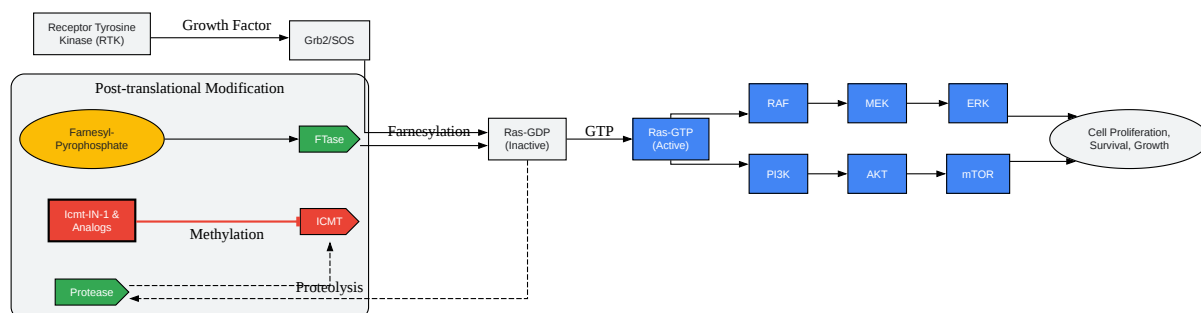 Receptor Tyrosine
Kinase (RTK)
Growth Factor
Grb2/SOS
Post-translational Modification
Farnesyl-
Pyrophosphate
FTase
Farnesylation
Ras-GDP
(Inactive)
GTP
Ras-GTP
(Active)
RAF
MEK
ERK
PI3K
AKT
mTOR
Cell Proliferation,
Survival, Growth
Icmt-IN-1 &
Analogs
Methylation
ICMT
Protease
Proteolysis